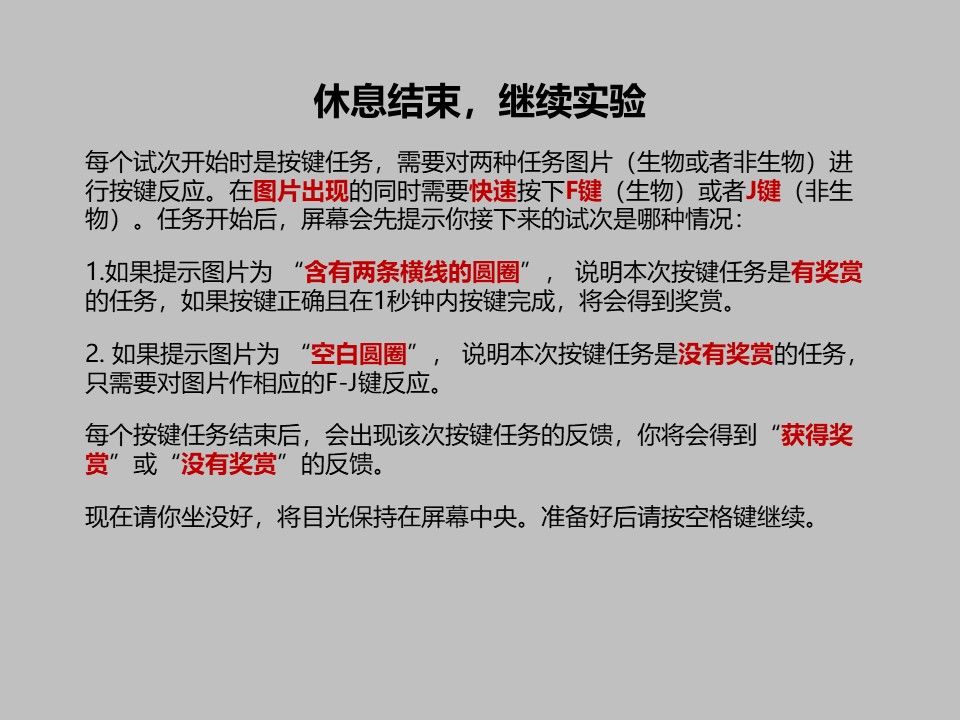 休息结束，继续实验
每个试次开始时是按键任务，需要对两种任务图片（生物或者非生物）进
行按键反应。在图片出现的同时需要快速按下F键（生物）或者J键（非生
物）。任务开始后，屏幕会先提示你接下来的试次是哪种情况：
1.如果提示图片为 “含有两条横线的圆圈”， 说明本次按键任务是有奖赏
的任务，如果按键正确且在1秒钟内按键完成，将会得到奖赏。
2. 如果提示图片为 “空白圆圈”， 说明本次按键任务是没有奖赏的任务，
只需要对图片作相应的F-J键反应。
每个按键任务结束后，会出现该次按键任务的反馈，你将会得到“获得奖
赏”或“没有奖赏”的反馈。
现在请你坐没好，将目光保持在屏幕中央。准备好后请按空格键继续。